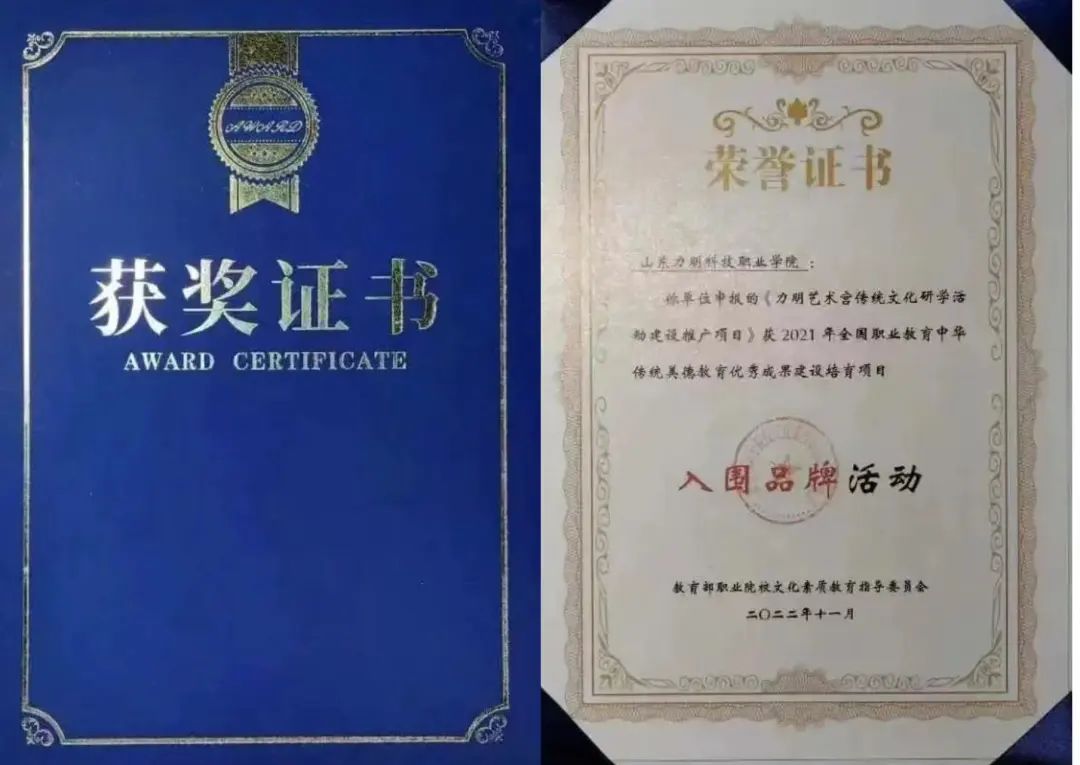 AWARD
获奖证书
AWARD CERTIFICATE
荣誉证书
山东力明科技职业学院：
你单位申报的《力明艺术宫传统文化研学活
动建设推广项目》获 2021 年全国职业教育中华
传统美德教育优秀成果建设培育项目
入围品牌活动
教育部职业院校文化素质教育指导委员会
二〇二二年十一月